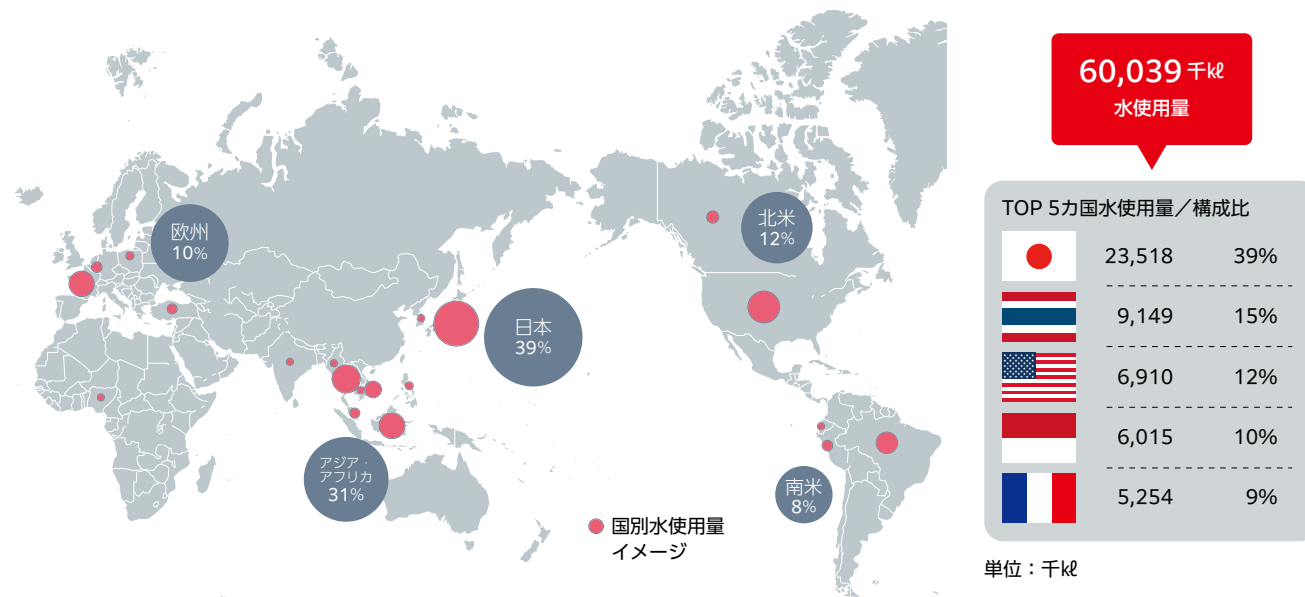 欧州
10%
日本
39%
アジア・
アフリカ
31%
北米
12%
南米
8%
国別水使用量
イメージ
60,039 千㎘
水使用量
TOP 5カ国水使用量／構成比
23,518 39%
9,149 15%
6,910 12%
6,015 10%
5,254 9%
単位：千㎘